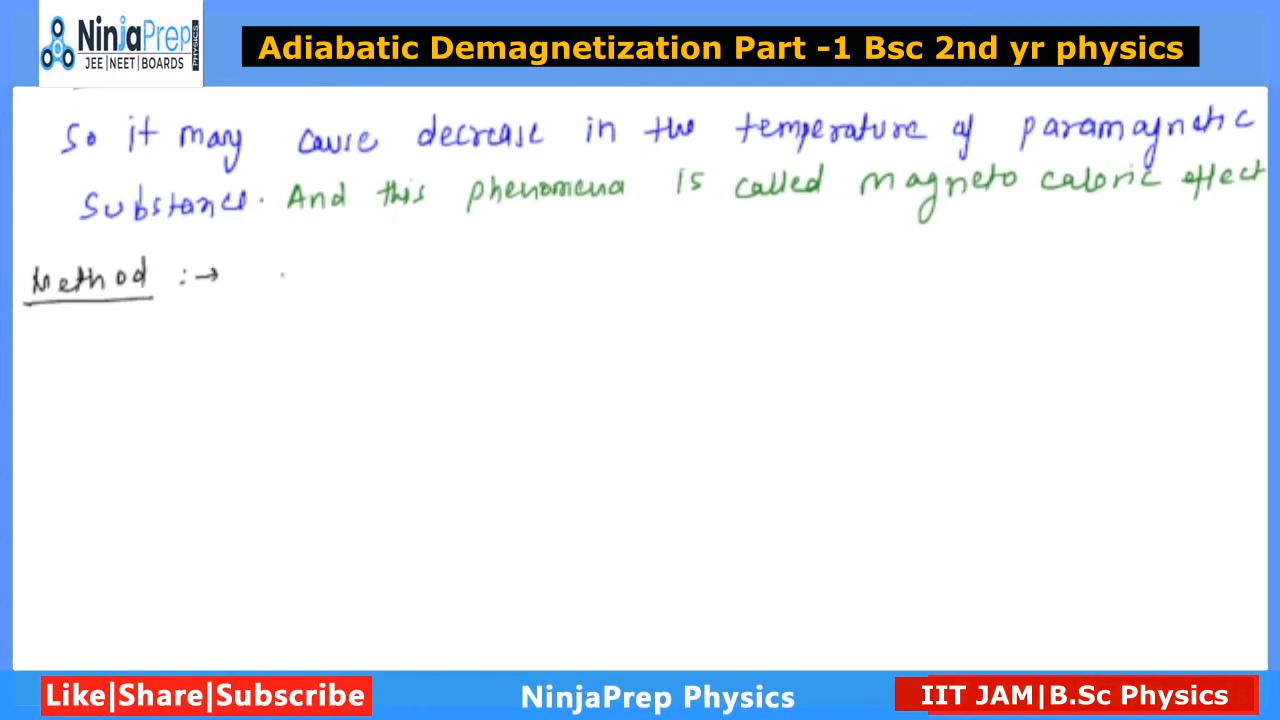 NinjaPrep
JEE|NEET|BOARDS
PHYSICS
Adiabatic Demagnetization Part -1 Bsc 2nd yr physics
So it may cause decrease in the temperature of paramagnetic
substance. And this phenomena is called magneto caloric effect
Method :→
Like|Share|Subscribe
NinjaPrep Physics
IIT JAM|B.Sc Physics